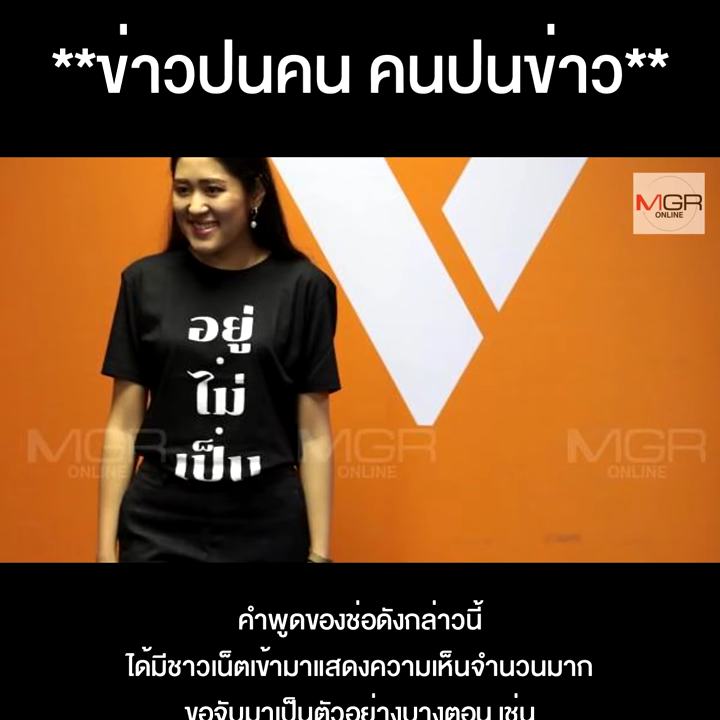 **ข่าวปนคน คนปนข่าว**
MGR
ONLINE
อยู่
ไม่
เป็น
MGR
ONLINE
MGR
ONLINE
MGR
ONLINE
คำพูดของช่อดังกล่าวนี้
ได้มีชาวเน็ตเข้ามาแสดงความเห็นจำนวนมาก
ขอจับมาเป็นตัวอย่างบางตอน เช่น